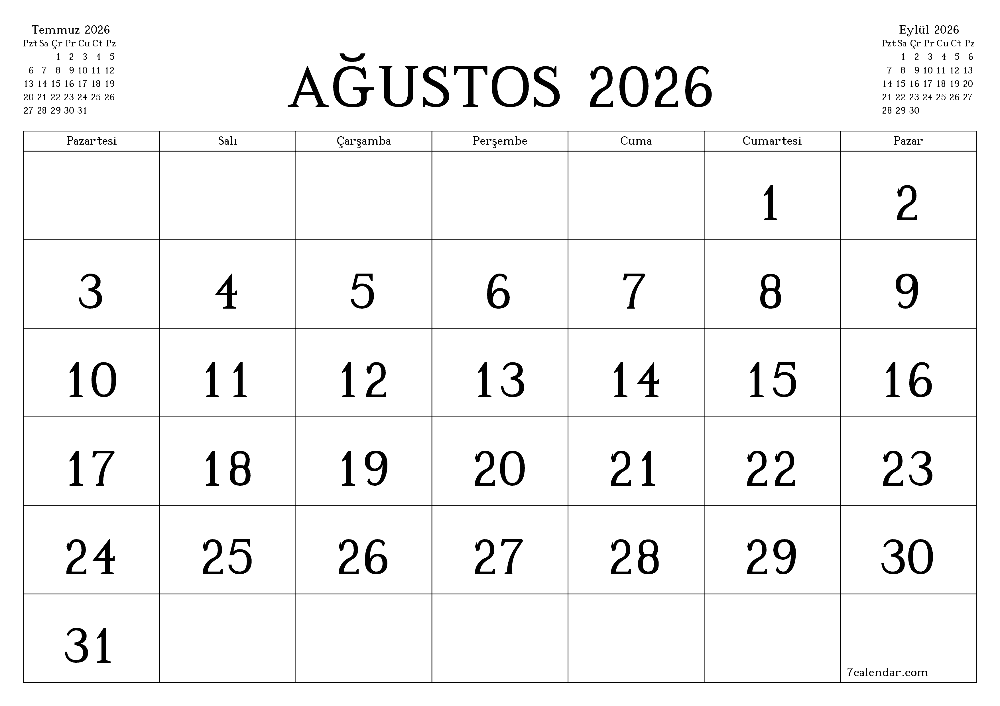 Temmuz 2026
Pzt Sa Çr Pr Cu Ct Pz
1 2 3 4 5
6 7 8 9 10 11 12
13 14 15 16 17 18 19
20 21 22 23 24 25 26
27 28 29 30 31
AĞUSTOS 2026
Eylül 2026
Pzt Sa Çr Pr Cu Ct Pz
1 2 3 4 5 6
7 8 9 10 11 12 13
14 15 16 17 18 19 20
21 22 23 24 25 26 27
28 29 30
Pazartesi Salı Çarşamba Perşembe Cuma Cumartesi Pazar
1 2
3 4 5 6 7 8 9
10 11 12 13 14 15 16
17 18 19 20 21 22 23
24 25 26 27 28 29 30
31
7calendar.com